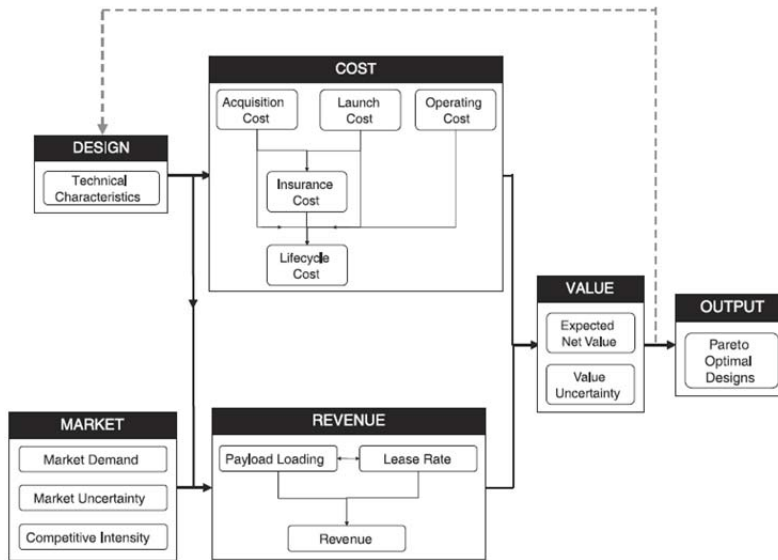 COST
Acquisition
Cost
Launch
Cost
Operating
Cost
DESIGN
Technical
Characteristics
Insurance
Cost
Lifecycle
Cost
VALUE
Expected
Net Value
Value
Uncertainty
OUTPUT
Pareto
Optimal
Designs
MARKET
Market Demand
Market Uncertainty
Competitive Intensity
REVENUE
Payload Loading
Lease Rate
Revenue